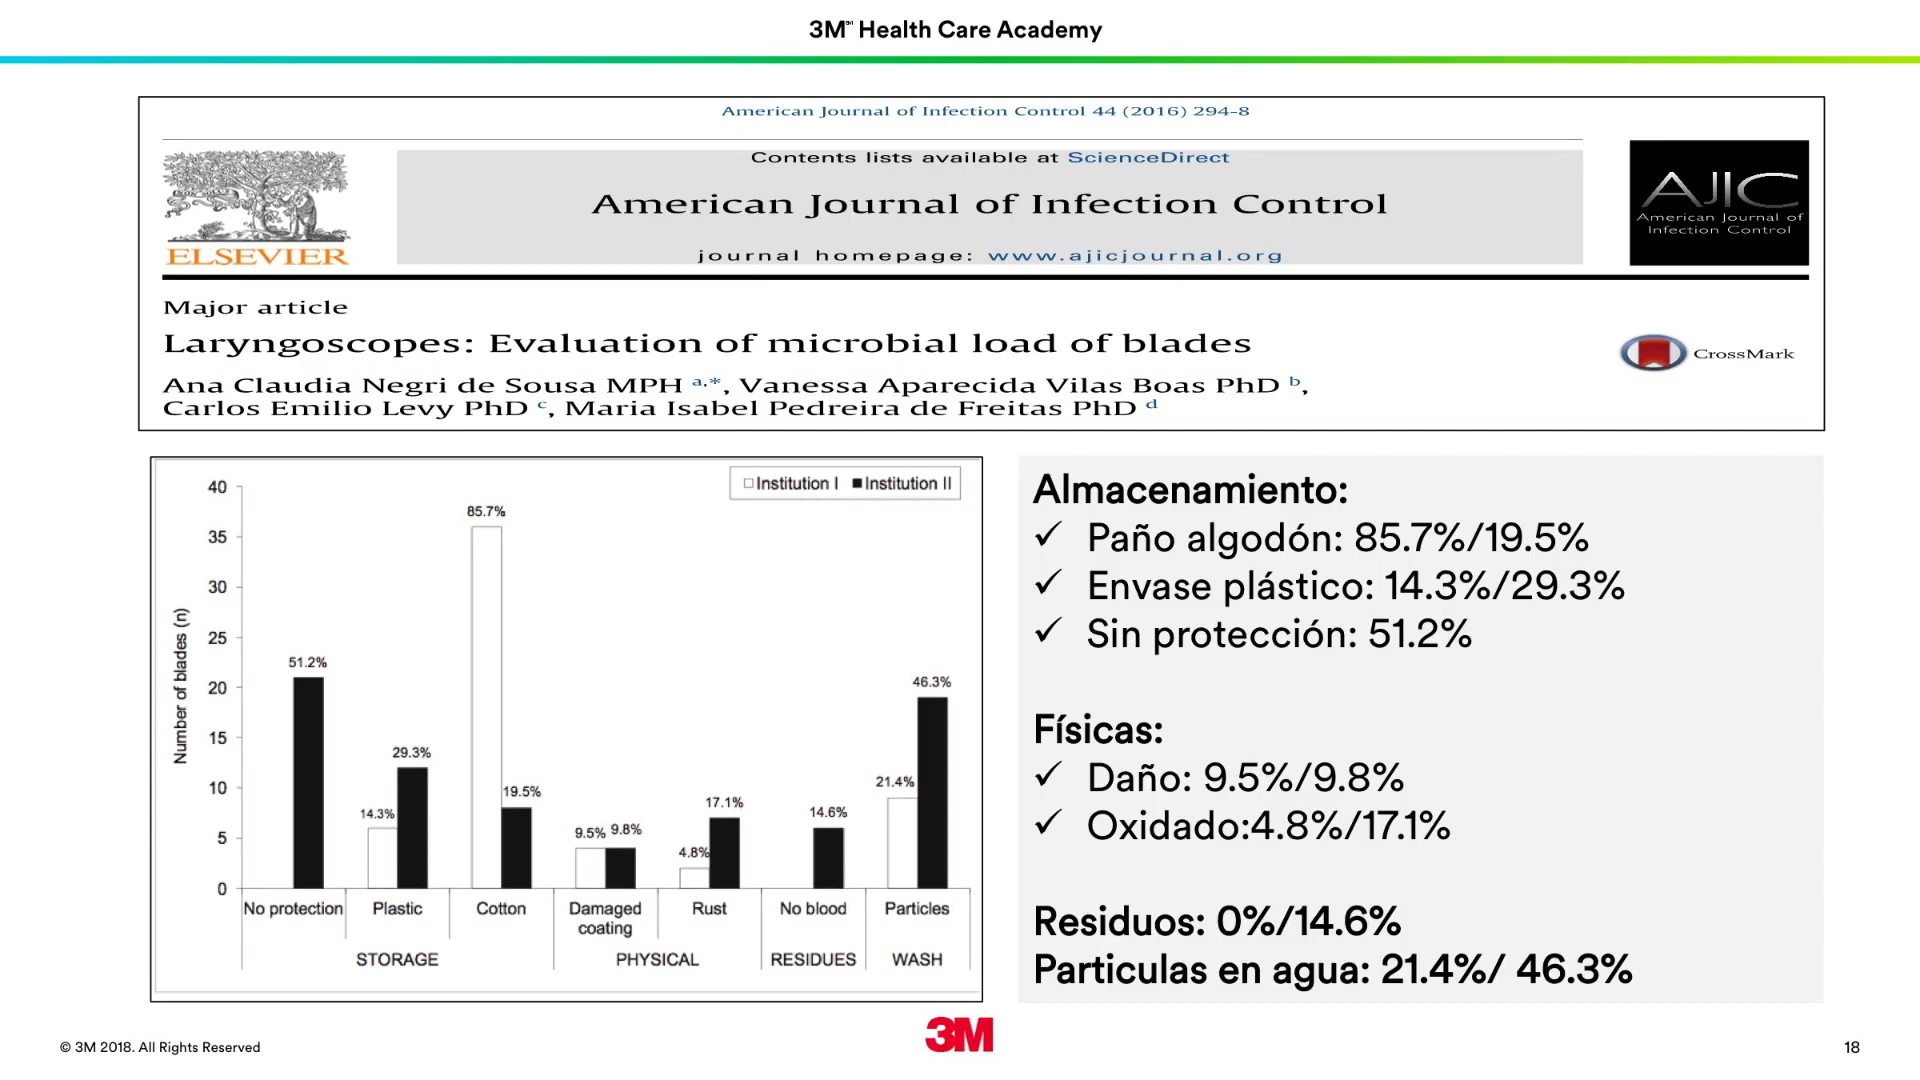 3M℠ Health Care Academy
American Journal of Infection Control 44 (2016) 294-8
Contents lists available at ScienceDirect
American Journal of Infection Control
journal homepage: www.ajicjournal.org
ELSEVIER
AJIC
American Journal of
Infection Control
Major article
Laryngoscopes: Evaluation of microbial load of blades
CrossMark
Ana Claudia Negri de Sousa MPH a,*, Vanessa Aparecida Vilas Boas PhD b,
Carlos Emilio Levy PhD c, Maria Isabel Pedreira de Freitas PhD d
Institution I Institution II
Number of blades (n)
40
35
30
25
20
15
10
5
0
51.2%
14.3%
29.3%
85.7%
19.5%
9.5% 9.8%
4.8%
17.1%
14.6%
21.4%
46.3%
No protection Plastic Cotton Damaged coating Rust No blood Particles
STORAGE PHYSICAL RESIDUES WASH
Almacenamiento:
✓ Paño algodón: 85.7%/19.5%
✓ Envase plástico: 14.3%/29.3%
✓ Sin protección: 51.2%
Físicas:
✓ Daño: 9.5%/9.8%
✓ Oxidado:4.8%/17.1%
Residuos: 0%/14.6%
Particulas en agua: 21.4%/ 46.3%
© 3M 2018. All Rights Reserved
3M
18